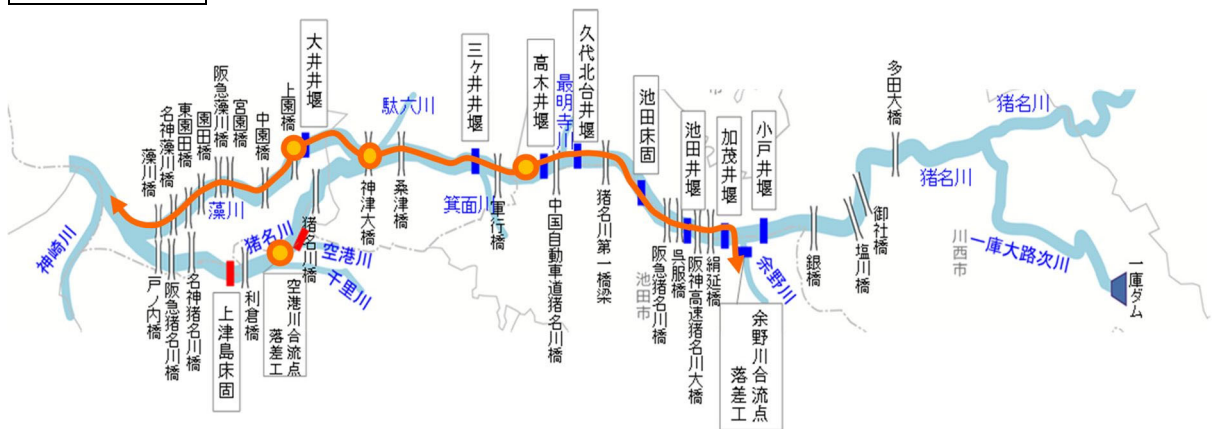 大井井堰
三ケ井井堰
高木井堰
最明寺川
久代北台井堰
池田床固
池田井堰
加茂井堰
小戸井堰
多田大橋
猪名川
猪名川
一庫大路次川
一庫ダム
川西市
御社橋
塩川橋
銀橋
余野川
余野川合流点
落差工
絹延橋
阪神高速猪名川大橋
呉服橋
阪急猪名川橋
池田市
猪名川第一橋梁
中国自動車道猪名川橋
軍行橋
箕面川
桑津橋
神津大橋
駄六川
上園橋
中園橋
宮園橋
阪急藻川橋
園田橋
東園田橋
名神藻川橋
藻川橋
藻川
猪名川
猪名川橋
空港川
千里川
空港川合流点
落差工
利倉橋
上津島床固
名神猪名川橋
阪急猪名川橋
戸ノ内橋
神崎川